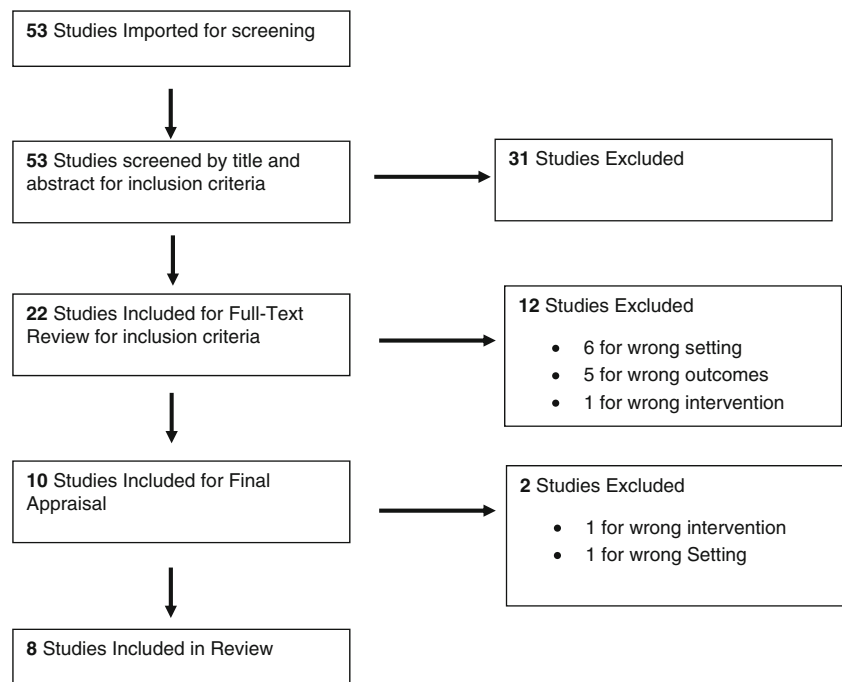 53 Studies Imported for screening
53 Studies screened by title and
abstract for inclusion criteria
31 Studies Excluded
22 Studies Included for Full-Text
Review for inclusion criteria
12 Studies Excluded
• 6 for wrong setting
• 5 for wrong outcomes
• 1 for wrong intervention
10 Studies Included for Final
Appraisal
2 Studies Excluded
• 1 for wrong intervention
• 1 for wrong Setting
8 Studies Included in Review